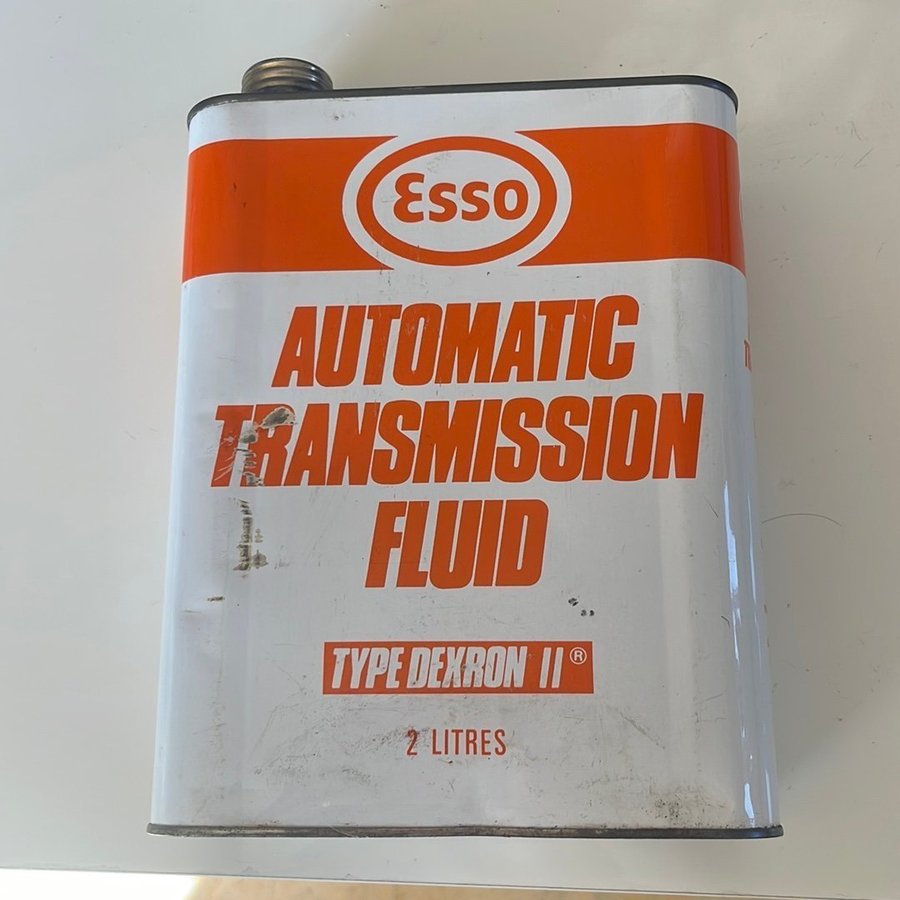 Esso
AUTOMATIC
TRANSMISSION
FLUID
TYPE DEXRON II®
2 LITRES